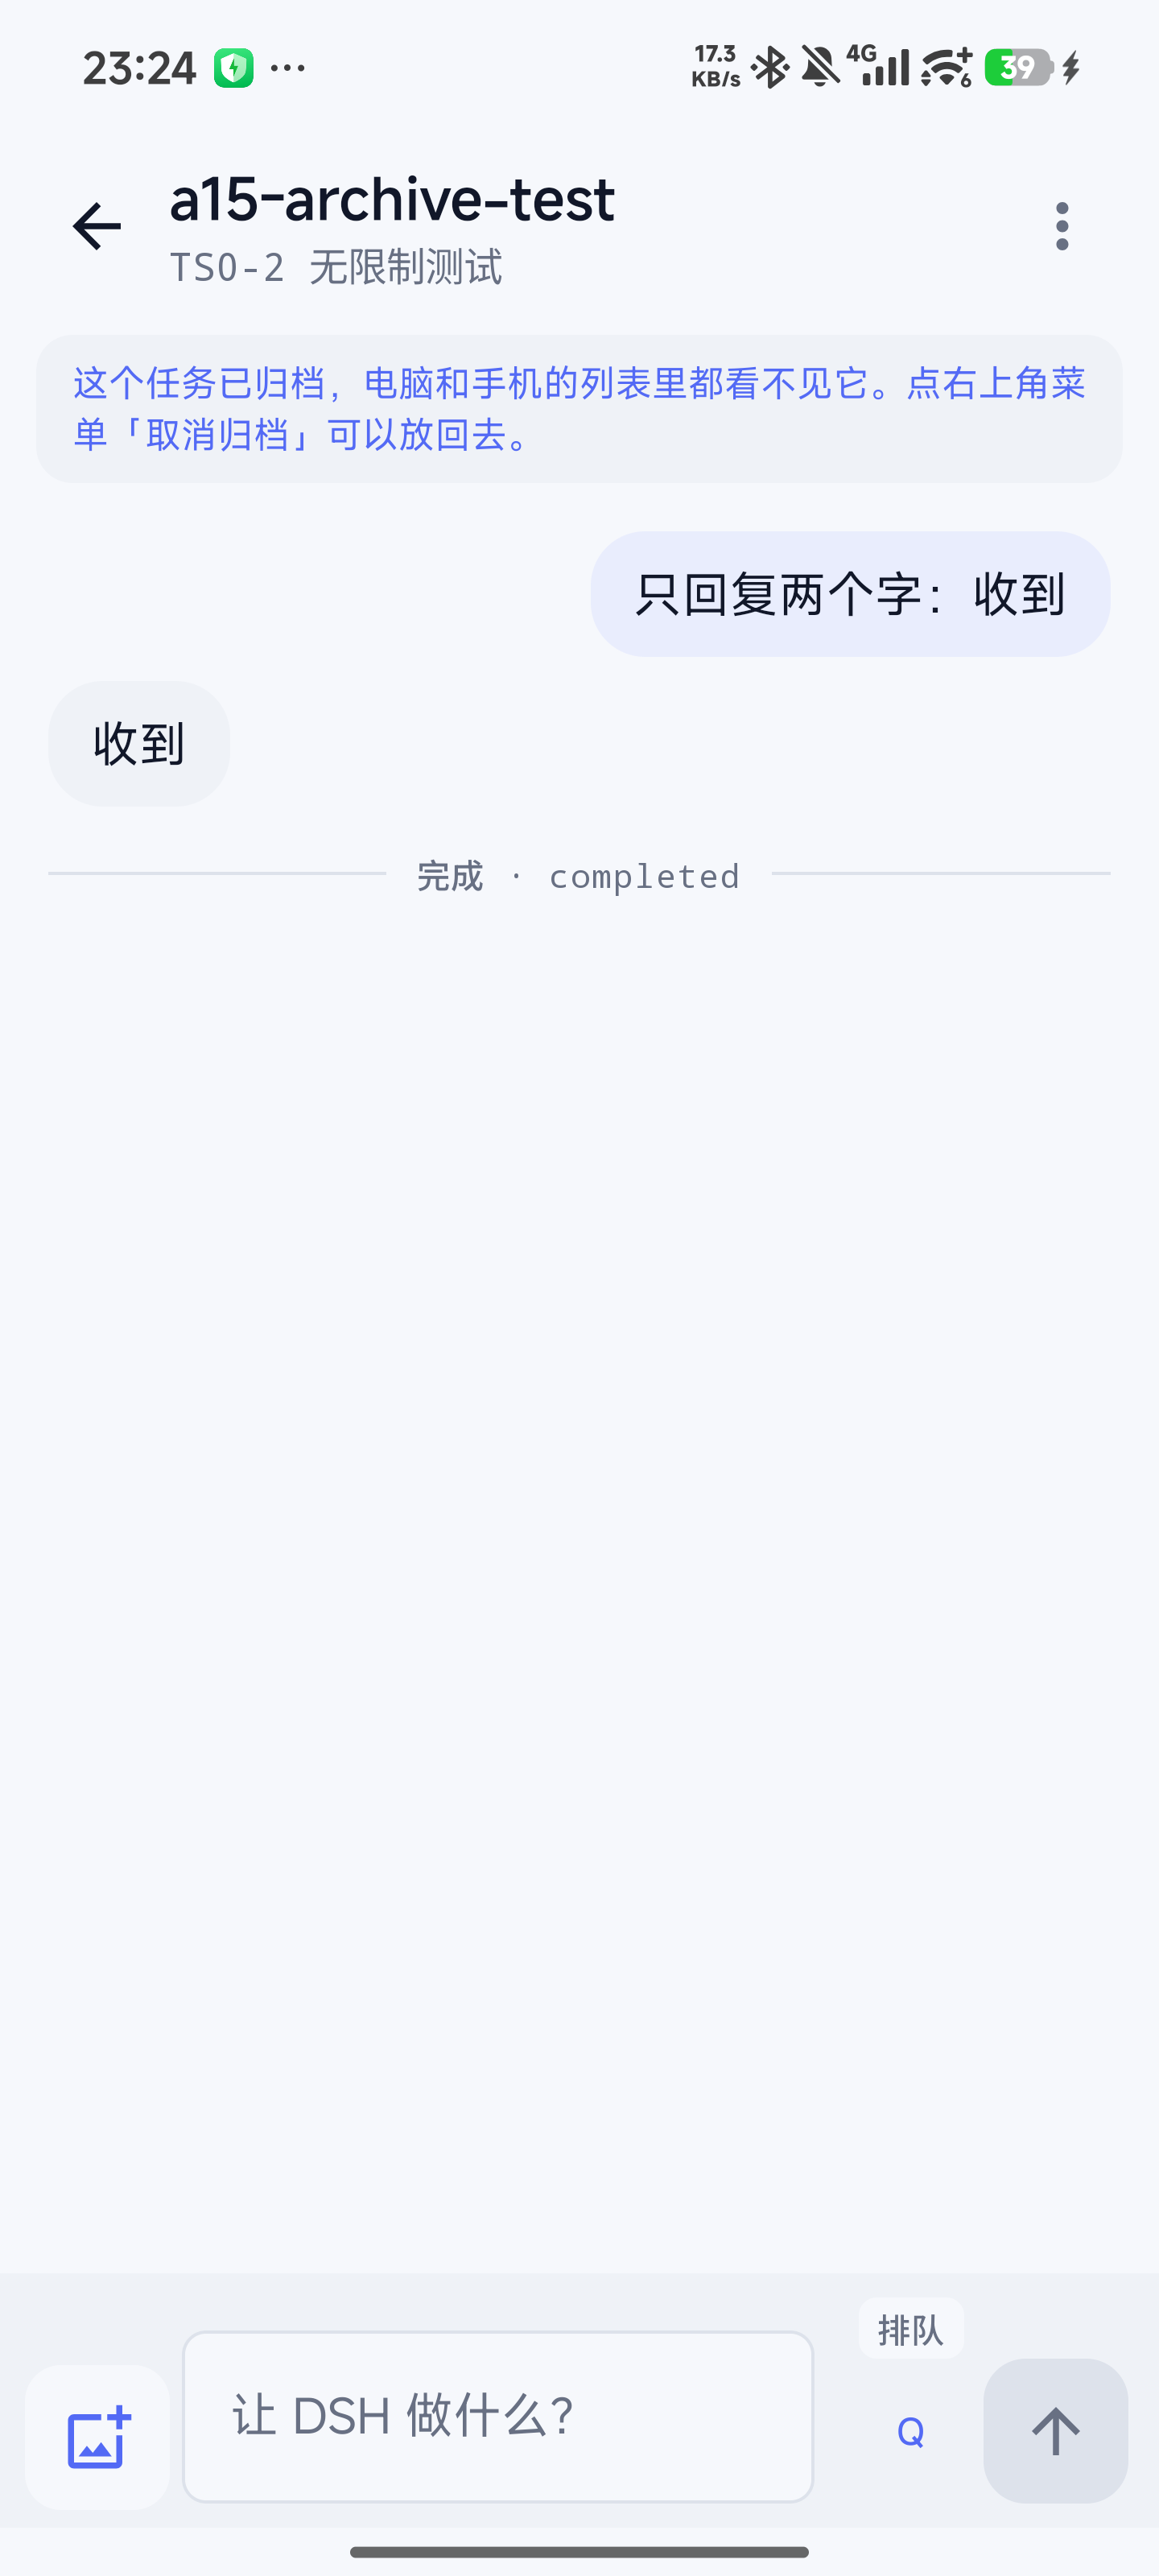 23:24
17.3
KB/s
4G
6
39
a15-archive-test
TSO-2 无限制测试
这个任务已归档，电脑和手机的列表里都看不见它。点右上角菜
单「取消归档」可以放回去。
只回复两个字：收到
收到
完成 · completed
排队
让 DSH 做什么？
Q